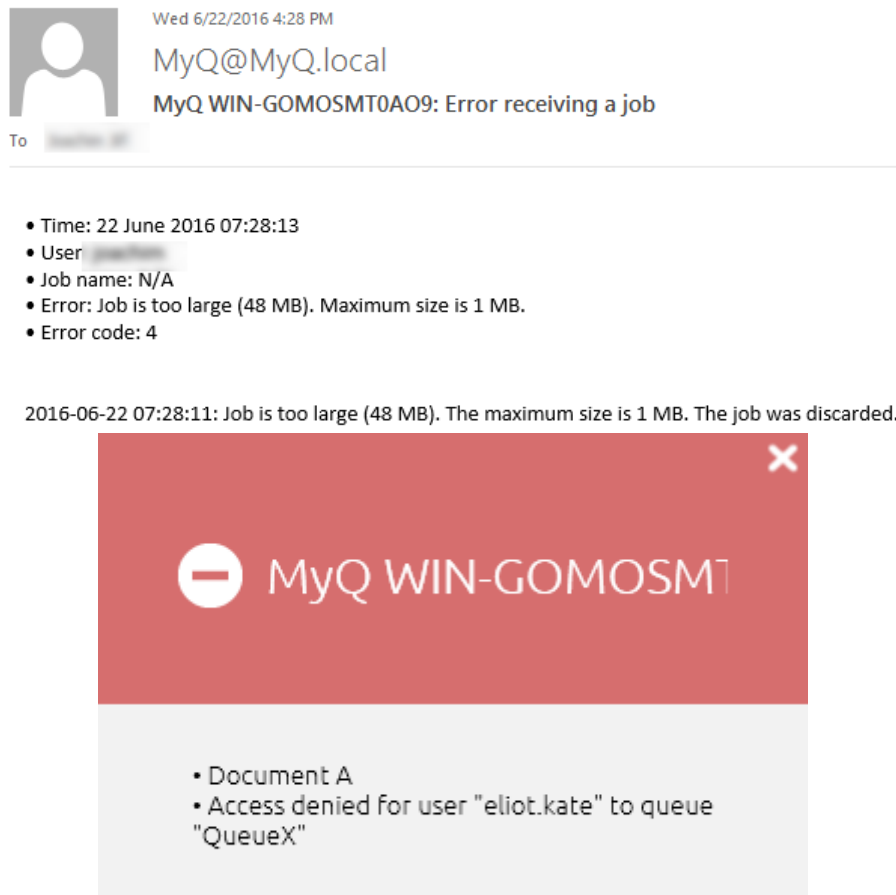 Wed 6/22/2016 4:28 PM
MyQ@MyQ.local
MyQ WIN-GOMOSMT0AO9: Error receiving a job
To
• Time: 22 June 2016 07:28:13
• User
• Job name: N/A
• Error: Job is too large (48 MB). Maximum size is 1 MB.
• Error code: 4
2016-06-22 07:28:11: Job is too large (48 MB). The maximum size is 1 MB. The job was discarded.
MyQ WIN-GOMOSMT
• Document A
• Access denied for user "eliot.kate" to queue
"QueueX"